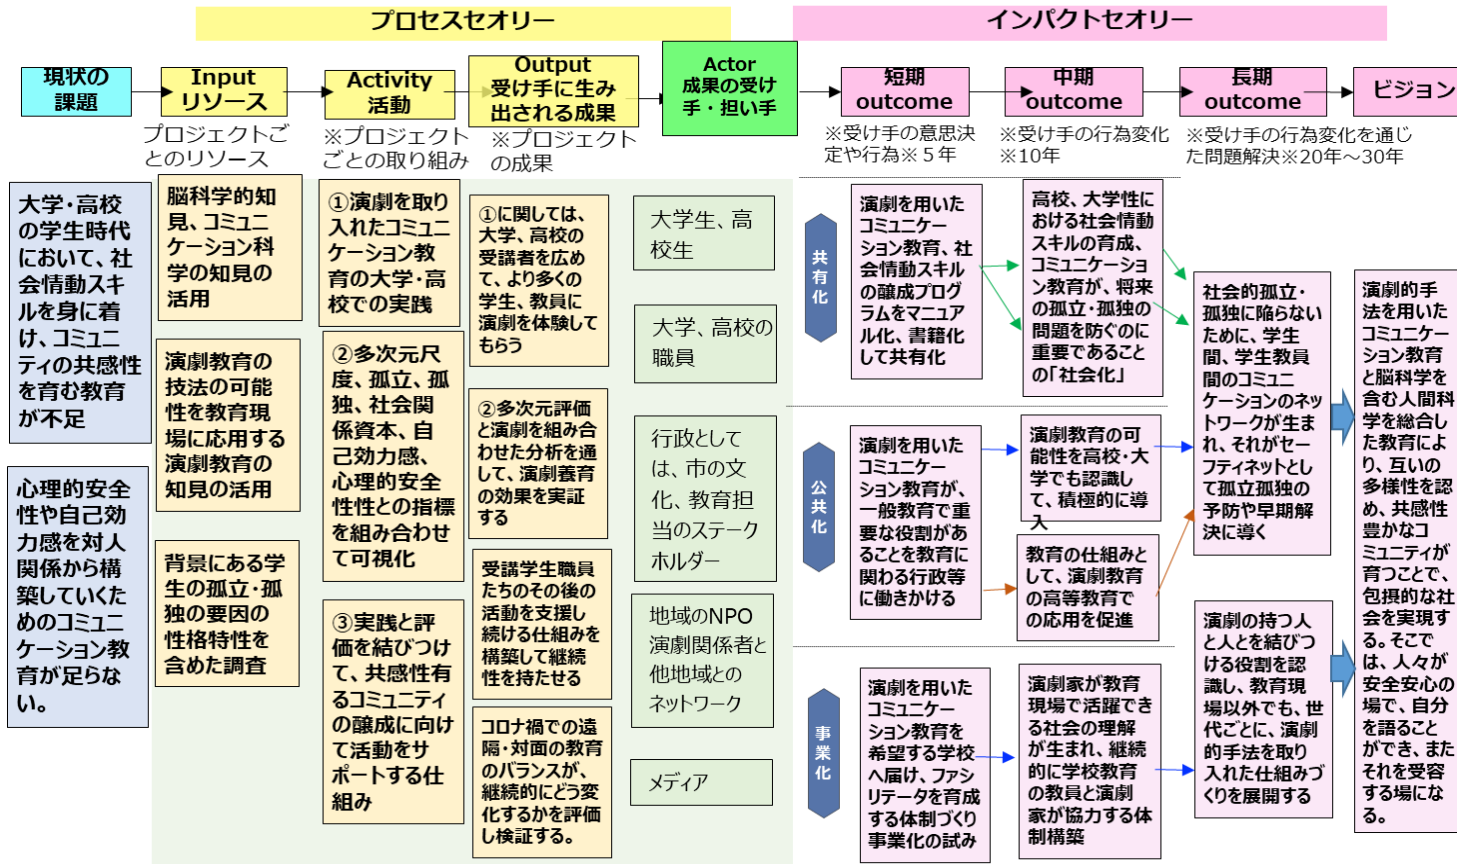 プロセスセオリー
インパクトセオリー
現状の
課題
Input
リソース
Activity
活動
Output
受け手に生み
出される成果
Actor
成果の受け
手・担い手
短期
outcome
中期
outcome
長期
outcome
ビジョン
プロジェクトご
とのリソース
※プロジェクト
ごとの取り組み
※プロジェクト
の成果
※受け手の意思決
定や行為※５年
※受け手の行為変化
※10年
※受け手の行為変化を通じ
た問題解決※20年～30年
大学・高校
の学生時代
において、社
会情動スキ
ルを身に着
け、コミュニ
ティの共感性
を育む教育
が不足
心理的安全
性や自己効
力感を対人
関係から構
築していくた
めのコミュニ
ケーション教
育が足らな
い。
脳科学的知
見、コミュニ
ケーション科
学の知見の
活用
演劇教育の
技法の可能
性を教育現
場に応用する
演劇教育の
知見の活用
背景にある学
生の孤立・孤
独の要因の
性格特性を
含めた調査
①演劇を取り
入れたコミュニ
ケーション教
育の大学・高
校での実践
②多次元尺
度、孤立、孤
独、社会関
係資本、自
己効力感、
心理的安全
性性との指標
を組み合わせ
て可視化
③実践と評
価を結びつけ
て、共感性有
るコミュニティ
の醸成に向け
て活動をサ
ポートする仕
組み
①に関しては、
大学、高校の
受講者を広め
て、より多くの
学生、教員に
演劇を体験して
もらう
②多次元評価
と演劇を組み合
わせた分析を通
して、演劇養育
の効果を実証
する
受講学生職員
たちのその後の
活動を支援し
続ける仕組みを
構築して継続
性を持たせる
コロナ禍での遠
隔・対面の教育
のバランスが、
継続的にどう変
化するかを評価
し検証する。
大学生、高
校生
大学、高校の
職員
行政として
は、市の文
化、教育担
当のステーク
ホルダー
地域のNPO
演劇関係者と
他地域との
ネットワーク
メディア
共有化
演劇を用いた
コミュニケー
ション教育、社
会情動スキル
の醸成プログ
ラムをマニュア
ル化、書籍化
して共有化
高校、大学性に
おける社会情動
スキルの育成、
コミュニケーショ
ン教育が、将来
の孤立・孤独の
問題を防ぐのに
重要であること
の「社会化」
公共化
演劇を用いた
コミュニケー
ション教育が、
一般教育で重
要な役割があ
ることを教育に
関わる行政等
に働きかける
演劇教育の可
能性を高校・大
学でも認識し
て、積極的に導
入
教育の仕組みと
して、演劇教育
の高等教育で
の応用を促進
事業化
演劇を用いた
コミュニケー
ション教育を
希望する学校
へ届け、ファシ
リテータを育成
する体制づくり
事業化の試み
演劇家が教育
現場で活躍でき
る社会の理解
が生まれ、継続
的に学校教育
の教員と演劇
家が協力する体
制構築
社会的孤立・
孤独に陥らない
ために、学生
間、学生教員
間のコミュニ
ケーションのネッ
トワークが生ま
れ、それがセー
フティネットとし
て孤立孤独の
予防や早期解
決に導く
演劇の持つ人
と人とを結びつ
ける役割を認
識し、教育現
場以外でも、世
代ごとに、演劇
的手法を取り
入れた仕組みづ
くりを展開する
演劇的手
法を用いた
コミュニケー
ション教育
と脳科学を
含む人間科
学を総合し
た教育によ
り、互いの
多様性を認
め、共感性
豊かなコ
ミュニティが
育つことで、
包摂的な社
会を実現す
る。そこで
は、人々が
安全安心の
場で、自分
を語ること
ができ、また
それを受容
する場にな
る。